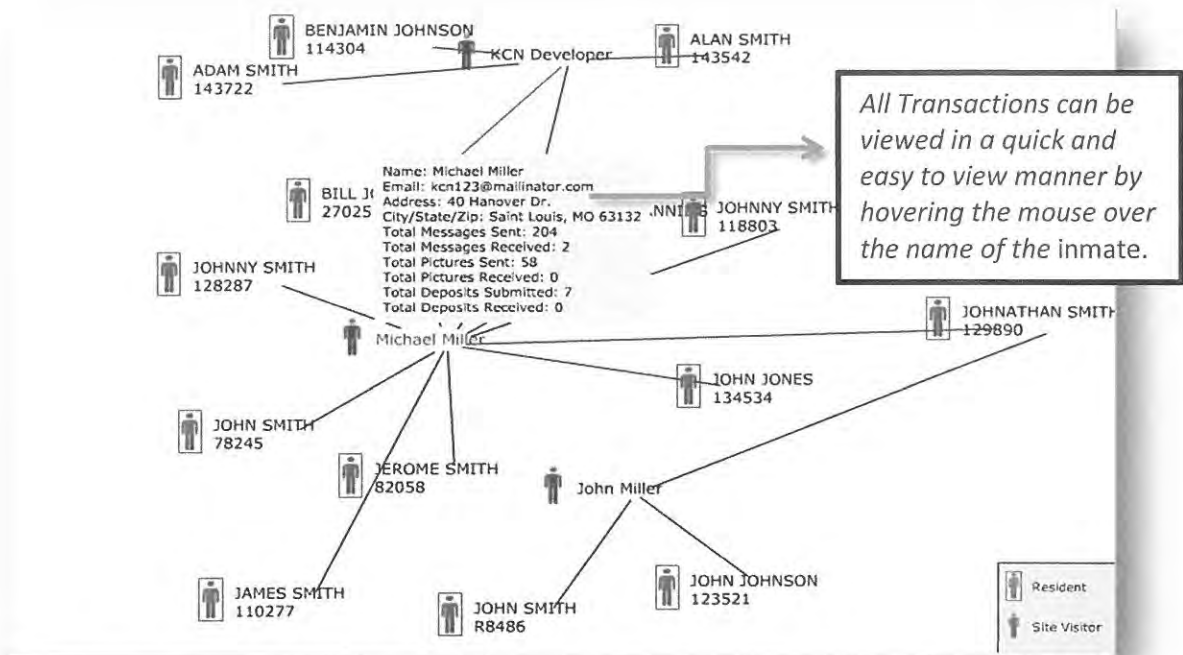 BENJAMIN JOHNSON
114304
KCN Developer
ALAN SMITH
143542
ADAM SMITH
143722
All Transactions can be
viewed in a quick and
easy to view manner by
hovering the mouse over
the name of the inmate.
Name: Michael Miller
Email: kcn123@mailinator.com
Address: 40 Hanover Dr.
City/State/Zip: Saint Louis, MO 63132
Total Messages Sent: 204
Total Messages Received: 2
Total Pictures Sent: 58
Total Pictures Received: 0
Total Deposits Submitted: 7
Total Deposits Received: 0
BILL
27025
JOHNNY SMITH
118803
JOHNNY SMITH
128287
JOHNATHAN SMITH
129890
Michael Miller
JOHN JONES
134534
JOHN SMITH
78245
JEROME SMITH
82058
John Miller
JAMES SMITH
110277
JOHN SMITH
R8486
JOHN JOHNSON
123521
Resident
Site Visitor